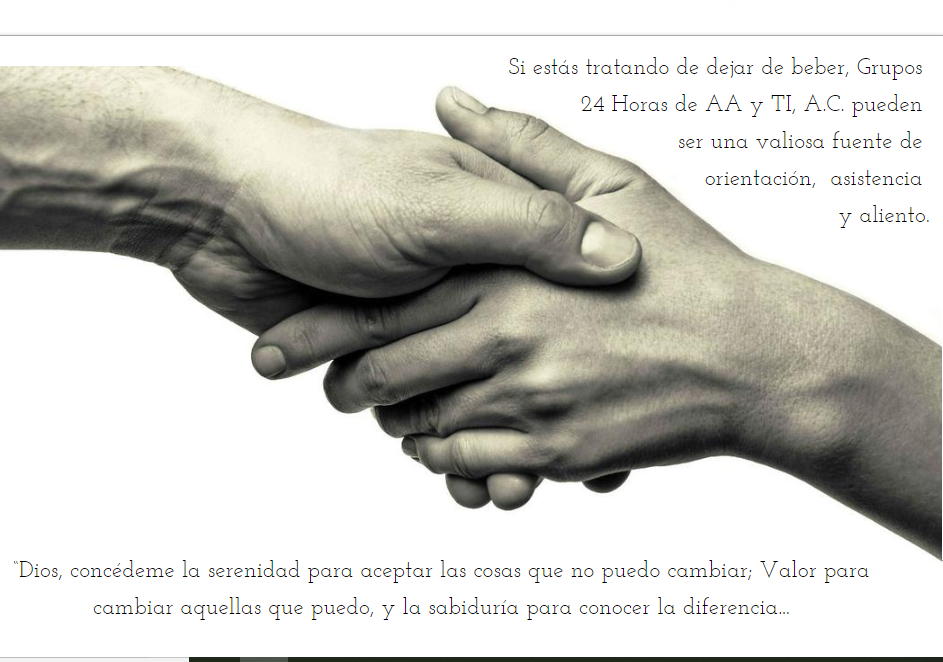 Si estás tratando de dejar de beber, Grupos
24 Horas de AA y TI, A.C. pueden
ser una valiosa fuente de
orientación, asistencia
y aliento.
“Dios, concédeme la serenidad para aceptar las cosas que no puedo cambiar; Valor para
cambiar aquellas que puedo, y la sabiduría para conocer la diferencia...